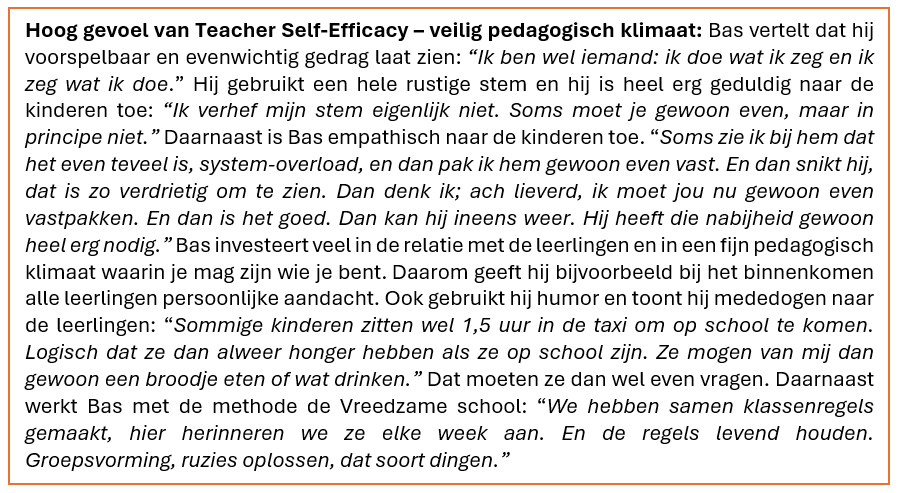 Hoog gevoel van Teacher Self-Efficacy – veilig pedagogisch klimaat: Bas vertelt dat hij
voorspelbaar en evenwichtig gedrag laat zien: “Ik ben wel iemand: ik doe wat ik zeg en ik
zeg wat ik doe.” Hij gebruikt een hele rustige stem en hij is heel erg geduldig naar de
kinderen toe: “Ik verhef mijn stem eigenlijk niet. Soms moet je gewoon even, maar in
principe niet.” Daarnaast is Bas empathisch naar de kinderen toe. “Soms zie ik bij hem dat
het even teveel is, system-overload, en dan pak ik hem gewoon even vast. En dan snikt hij,
dat is zo verdrietig om te zien. Dan denk ik; ach lieverd, ik moet jou nu gewoon even
vastpakken. En dan is het goed. Dan kan hij ineens weer. Hij heeft die nabijheid gewoon
heel erg nodig.” Bas investeert veel in de relatie met de leerlingen en in een fijn pedagogisch
klimaat waarin je mag zijn wie je bent. Daarom geeft hij bijvoorbeeld bij het binnenkomen
alle leerlingen persoonlijke aandacht. Ook gebruikt hij humor en toont hij mededogen naar
de leerlingen: “Sommige kinderen zitten wel 1,5 uur in de taxi om op school te komen.
Logisch dat ze dan alweer honger hebben als ze op school zijn. Ze mogen van mij dan
gewoon een broodje eten of wat drinken.” Dat moeten ze dan wel even vragen. Daarnaast
werkt Bas met de methode de Vreedzame school: “We hebben samen klassenregels
gemaakt, hier herinneren we ze elke week aan. En de regels levend houden.
Groepsvorming, ruzies oplossen, dat soort dingen.”